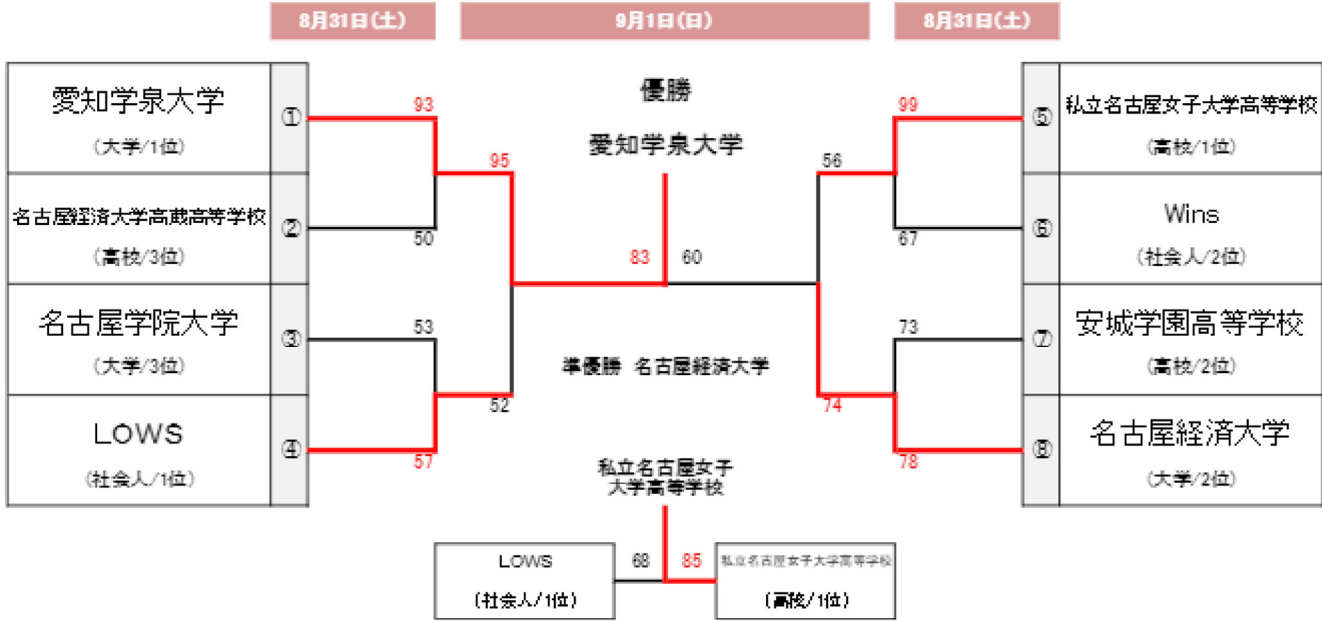 8月31日(土)
9月1日(日)
8月31日(土)
優勝
愛知学泉大学
愛知学泉大学
(大学/1位)
①
93
名古屋経済大学高蔵高等学校
(高校/3位)
②
50
95
名古屋学院大学
(大学/3位)
③
53
LOWS
(社会人/1位)
④
57
52
83
60
準優勝 名古屋経済大学
56
99
⑤
私立名古屋女子大学高等学校
(高校/1位)
67
⑥
Wins
(社会人/2位)
73
⑦
安城学園高等学校
(高校/2位)
74
78
⑧
名古屋経済大学
(大学/2位)
私立名古屋女子
大学高等学校
LOWS
(社会人/1位)
68
85
私立名古屋女子大学高等学校
(高校/1位)